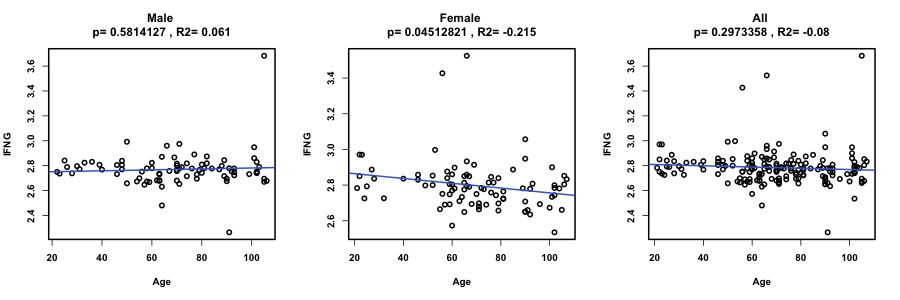 Male
p= 0.5814127 , R2= 0.061
IFNG
3.6
3.4
3.2
3.0
2.8
2.6
2.4
20 40 60 80 100
Age
Female
p= 0.04512821 , R2= -0.215
IFNG
3.4
3.2
3.0
2.8
2.6
20 40 60 80 100
Age
All
p= 0.2973358 , R2= -0.08
IFNG
3.6
3.4
3.2
3.0
2.8
2.6
2.4
20 40 60 80 100
Age